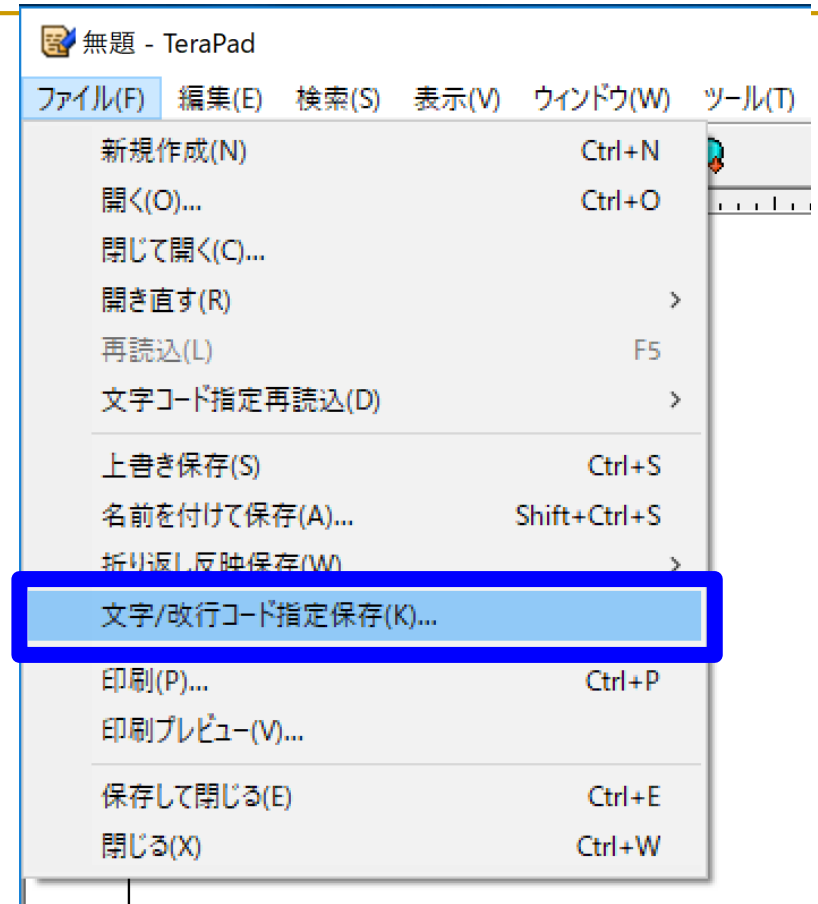 無題 - TeraPad
ファイル(F) 編集(E) 検索(S) 表示(V) ウィンドウ(W) ツール(T)
新規作成(N) Ctrl+N
開く(O)... Ctrl+O
閉じて開く(C)...
開き直す(R) >
再読込(L) F5
文字コード指定再読込(D) >
上書き保存(S) Ctrl+S
名前を付けて保存(A)... Shift+Ctrl+S
折り返し反映保存(W) >
文字/改行コード指定保存(K)...
印刷(P)... Ctrl+P
印刷プレビュー(V)...
保存して閉じる(E) Ctrl+E
閉じる(X) Ctrl+W